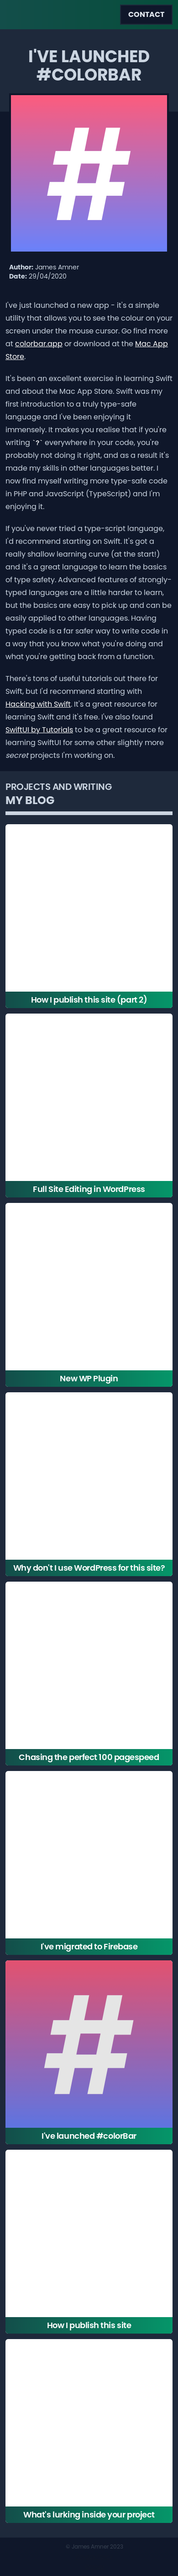 CONTACT
I'VE LAUNCHED
#COLORBAR
#
Author: James Amner
Date: 29/04/2020
I've just launched a new app - it's a simple
utility that allows you to see the colour on your
screen under the mouse cursor. Go find more
at colorbar.app or download at the Mac App
Store.
It's been an excellent exercise in learning Swift
and about the Mac App Store. Swift was my
first introduction to a truly type-safe
language and I've been enjoying it
immensely. It makes you realise that if you're
writing `?` everywhere in your code, you're
probably not doing it right, and as a result it's
made my skills in other languages better. I
now find myself writing more type-safe code
in PHP and JavaScript (TypeScript) and I'm
enjoying it.
If you've never tried a type-script language,
I'd recommend starting on Swift. It's got a
really shallow learning curve (at the start!)
and it's a great language to learn the basics
of type safety. Advanced features of strongly-
typed languages are a little harder to learn,
but the basics are easy to pick up and can be
easily applied to other languages. Having
typed code is a far safer way to write code in
a way that you know what you're doing and
what you're getting back from a function.
There's tons of useful tutorials out there for
Swift, but I'd recommend starting with
Hacking with Swift, it's a great resource for
learning Swift and it's free. I've also found
SwiftUI by Tutorials to be a great resource for
learning SwiftUI for some other slightly more
secret projects I'm working on.
PROJECTS AND WRITING
MY BLOG
How I publish this site (part 2)
Full Site Editing in WordPress
New WP Plugin
Why don't I use WordPress for this site?
Chasing the perfect 100 pagespeed
I've migrated to Firebase
#
I've launched #colorBar
How I publish this site
What's lurking inside your project
© James Amner 2022